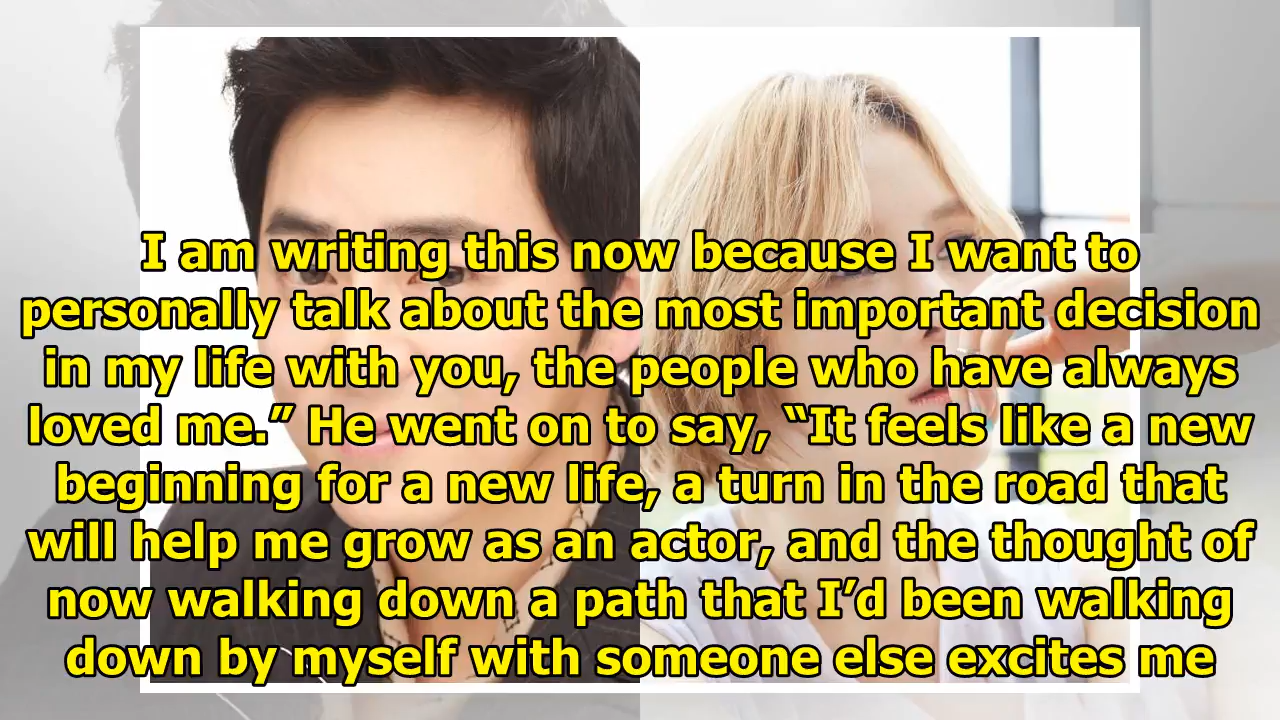 I am writing this now because I want to
personally talk about the most important decision
in my life with you, the people who have always
loved me.” He went on to say, “It feels like a new
beginning for a new life, a turn in the road that
will help me grow as an actor, and the thought of
now walking down a path that I’d been walking
down by myself with someone else excites me